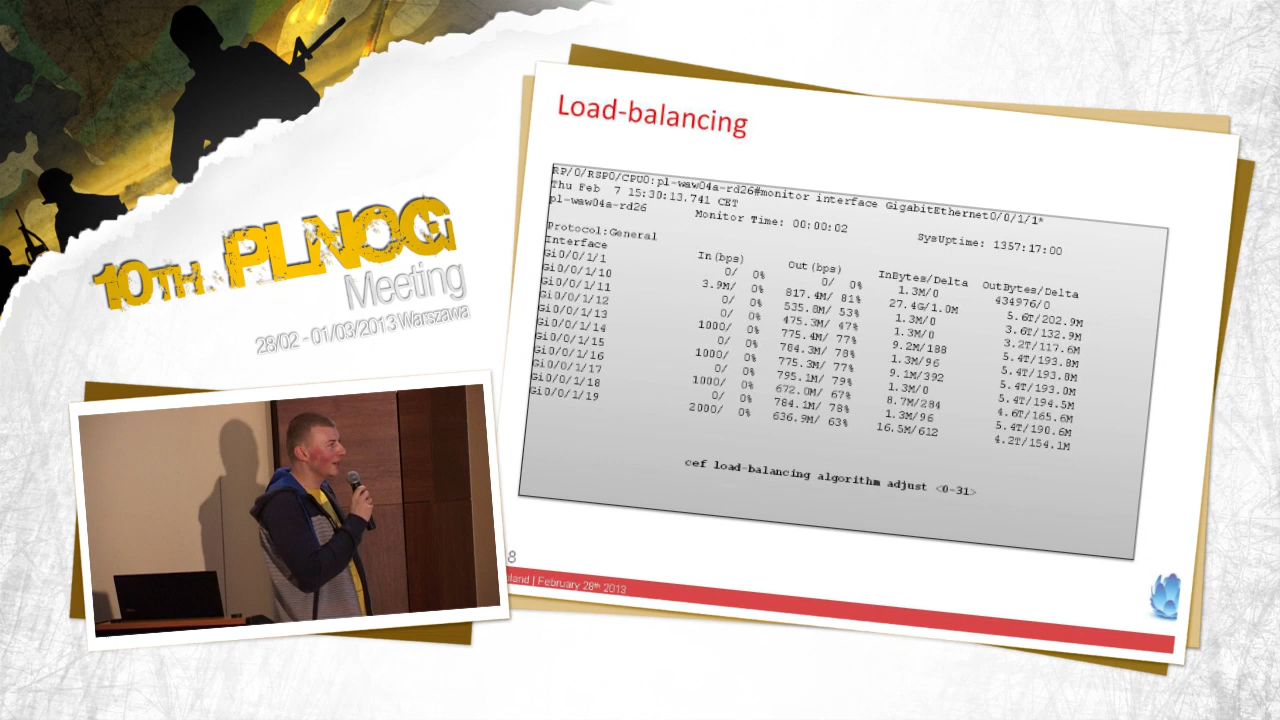 10TH PLNOG
Meeting
28/02 - 01/03/2013 Warszawa
Load-balancing
RP/0/RSP0/CPU0:pl-waw04a-rd26#monitor interface GigabitEthernet0/0/1/1*
Thu Feb 7 15:30:13.741 CET
pl-waw04a-rd26 Monitor Time: 00:00:02 SysUptime: 1357:17:00
Protocol:General
Interface In(bps) Out(bps) InBytes/Delta OutBytes/Delta
Gi0/0/1/1 0/ 0% 0/ 0% 1.3M/0 434976/0
Gi0/0/1/10 3.9M/ 0% 817.4M/ 81% 27.4G/1.0M 5.6T/202.9M
Gi0/0/1/11 0/ 0% 535.8M/ 53% 1.3M/0 3.6T/132.9M
Gi0/0/1/12 0/ 0% 475.3M/ 47% 1.3M/0 3.2T/117.6M
Gi0/0/1/13 1000/ 0% 775.4M/ 77% 9.2M/188 5.4T/193.8M
Gi0/0/1/14 0/ 0% 784.3M/ 78% 1.3M/96 5.4T/193.8M
Gi0/0/1/15 1000/ 0% 775.3M/ 77% 9.1M/392 5.4T/193.0M
Gi0/0/1/16 0/ 0% 795.1M/ 79% 1.3M/0 5.4T/194.5M
Gi0/0/1/17 1000/ 0% 672.0M/ 67% 8.7M/284 4.6T/165.6M
Gi0/0/1/18 0/ 0% 784.1M/ 78% 1.3M/96 5.4T/190.6M
Gi0/0/1/19 2000/ 0% 636.9M/ 63% 16.5M/612 4.2T/154.1M
cef load-balancing algorithm adjust <0-31>
8
February 28th 2013